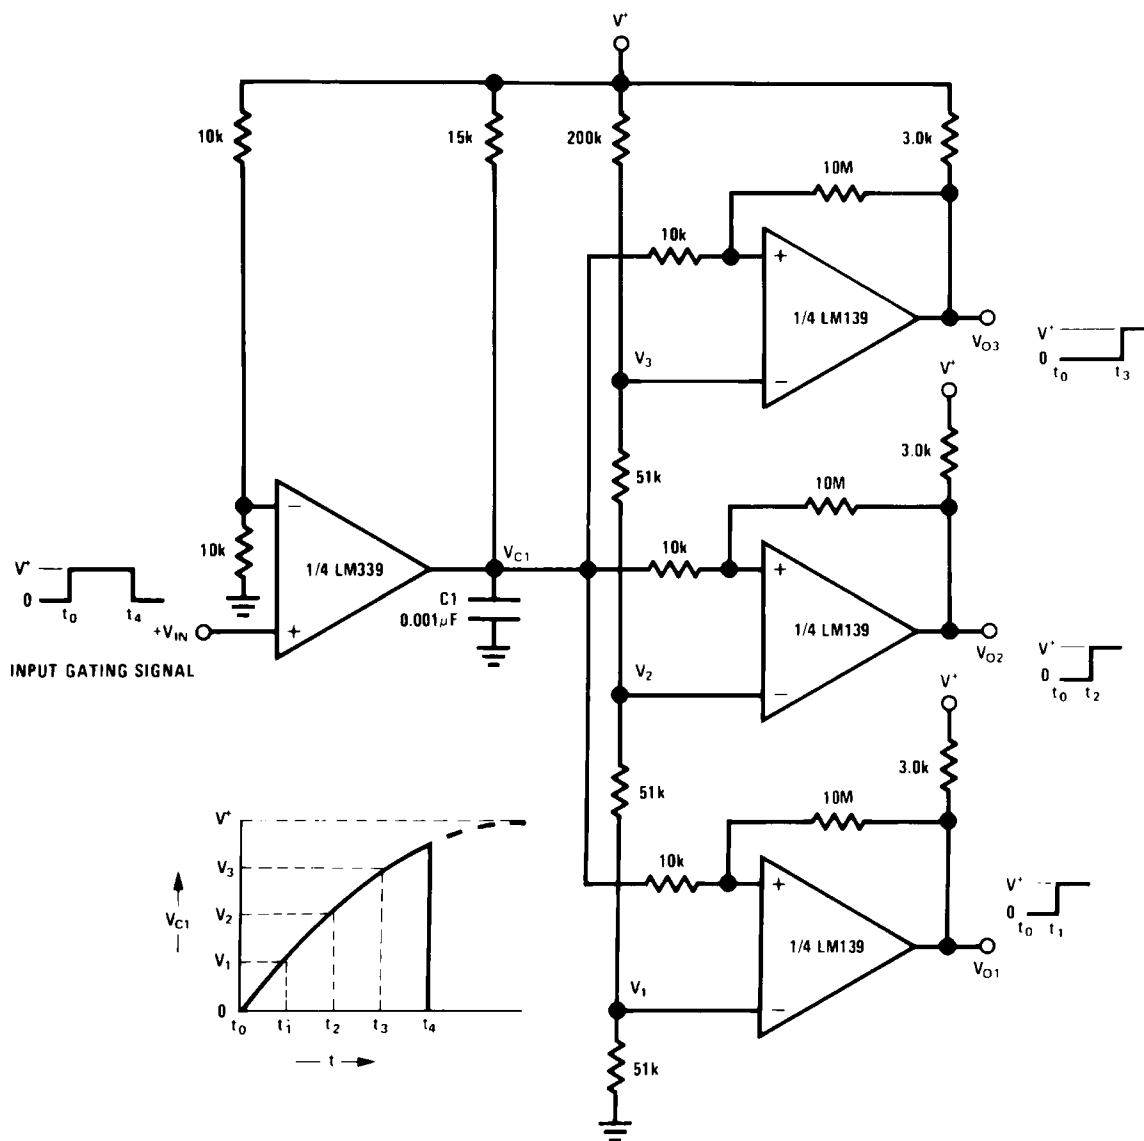 V+
10k
15k
200k
3.0k
10M
10k
+
1/4 LM139
−
V3
VO3
V+
0
t0 t3
V+
3.0k
51k
10M
−
10k
1/4 LM339
VC1
10k
+
1/4 LM139
C1
0.001μF
V+
0
t0 t4
+VIN
+
INPUT GATING SIGNAL
V2
−
VO2
V+
0
t0 t2
V+
3.0k
51k
10M
10k
+
1/4 LM139
V1
−
VO1
V+
0
t0 t1
51k
V+
V3
VC1
V2
V1
0
t0 t1 t2 t3 t4
t